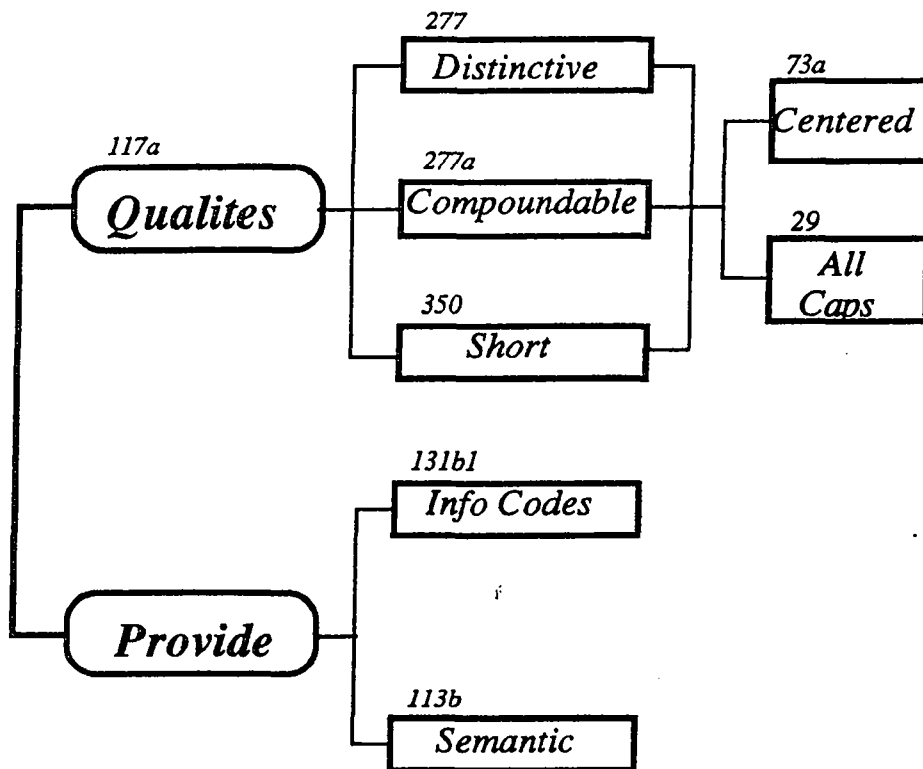 277
Distinctive
73a
Centered
117a
Qualites
277a
Compoundable
29
All
Caps
350
Short
131b1
Info Codes
Provide
113b
Semantic